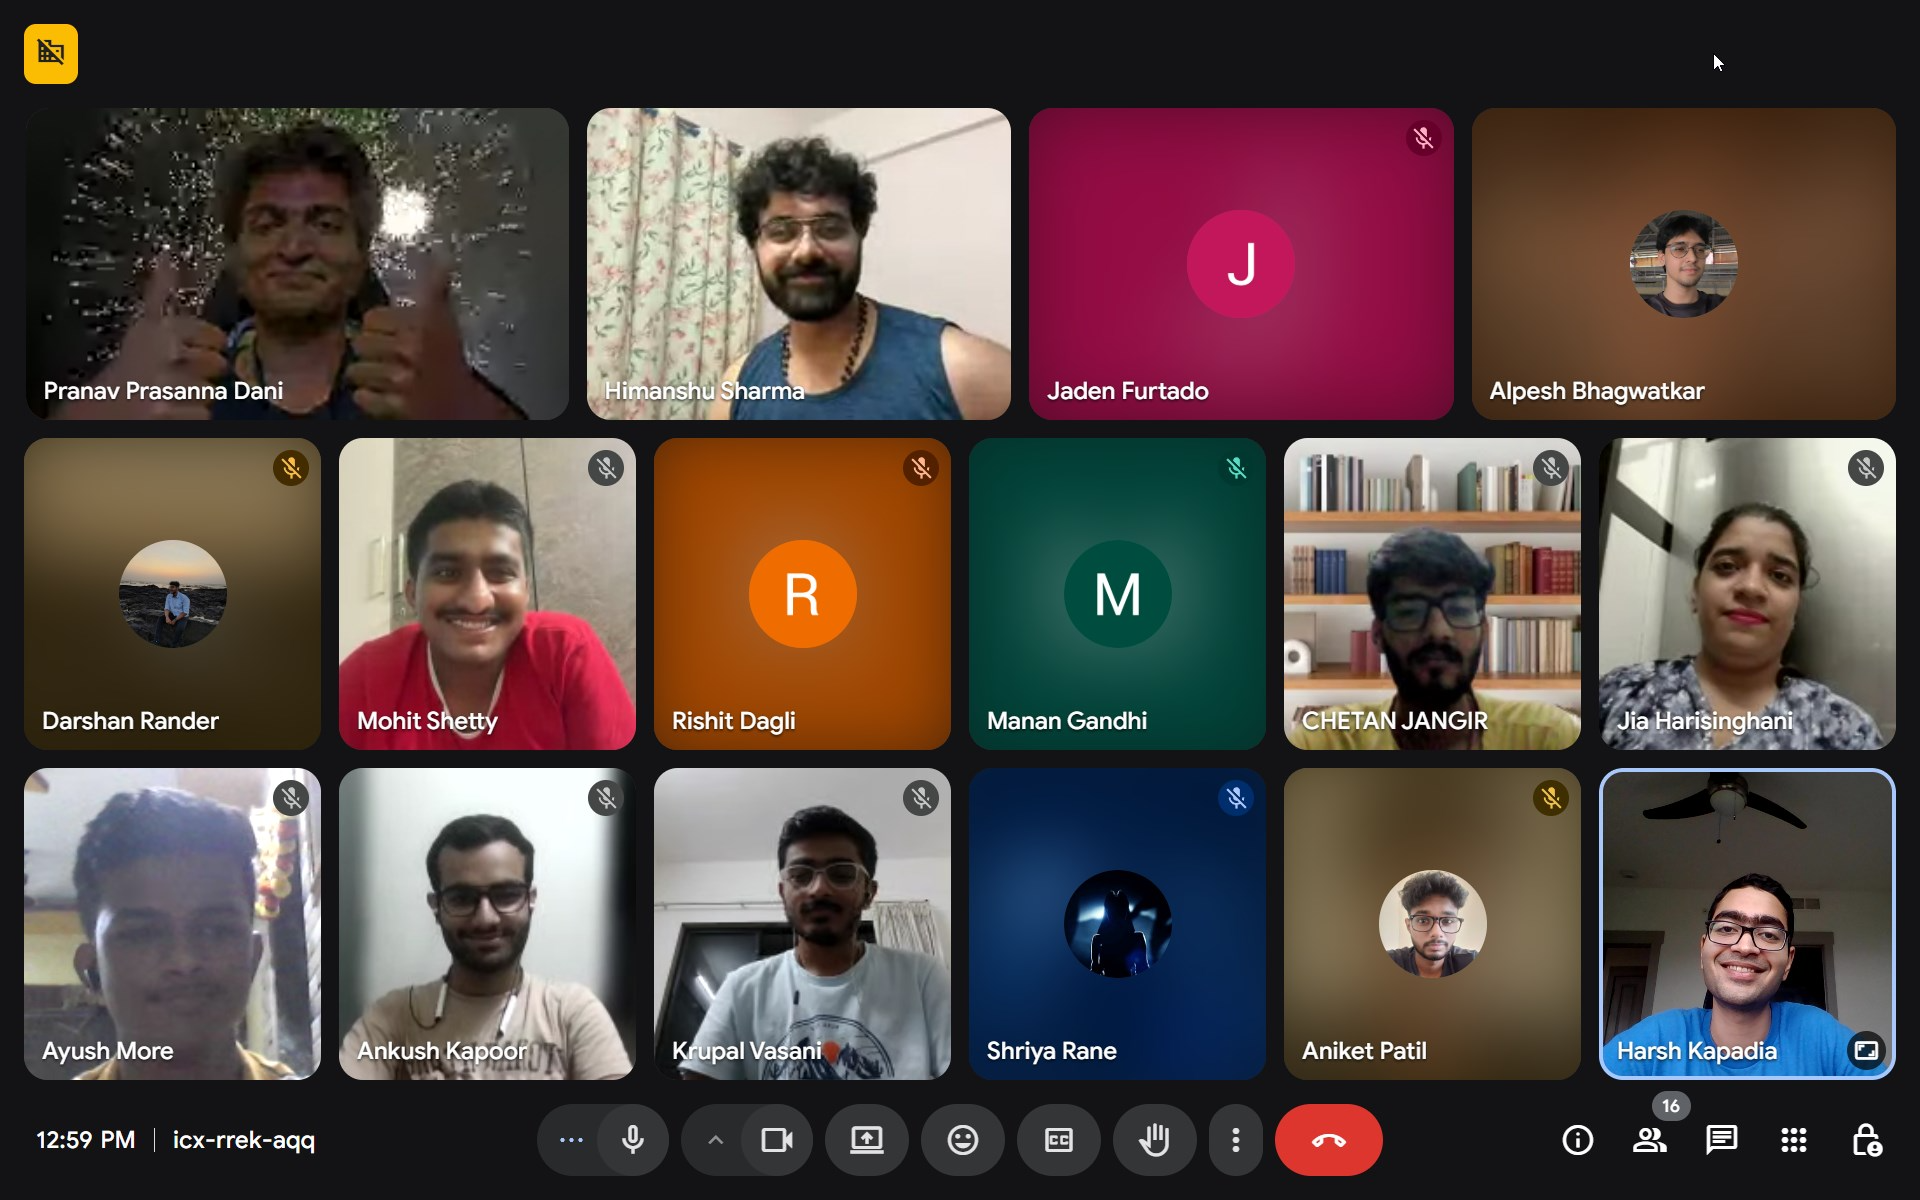 Pranav Prasanna Dani
Himanshu Sharma
J
Jaden Furtado
Alpesh Bhagwatkar
Darshan Rander
Mohit Shetty
R
Rishit Dagli
M
Manan Gandhi
CHETAN JANGIR
Jia Harisinghani
Ayush More
Ankush Kapoor
Krupal Vasani
Shriya Rane
Aniket Patil
Harsh Kapadia
16
12:59 PM
icx-rrek-aqq
CC